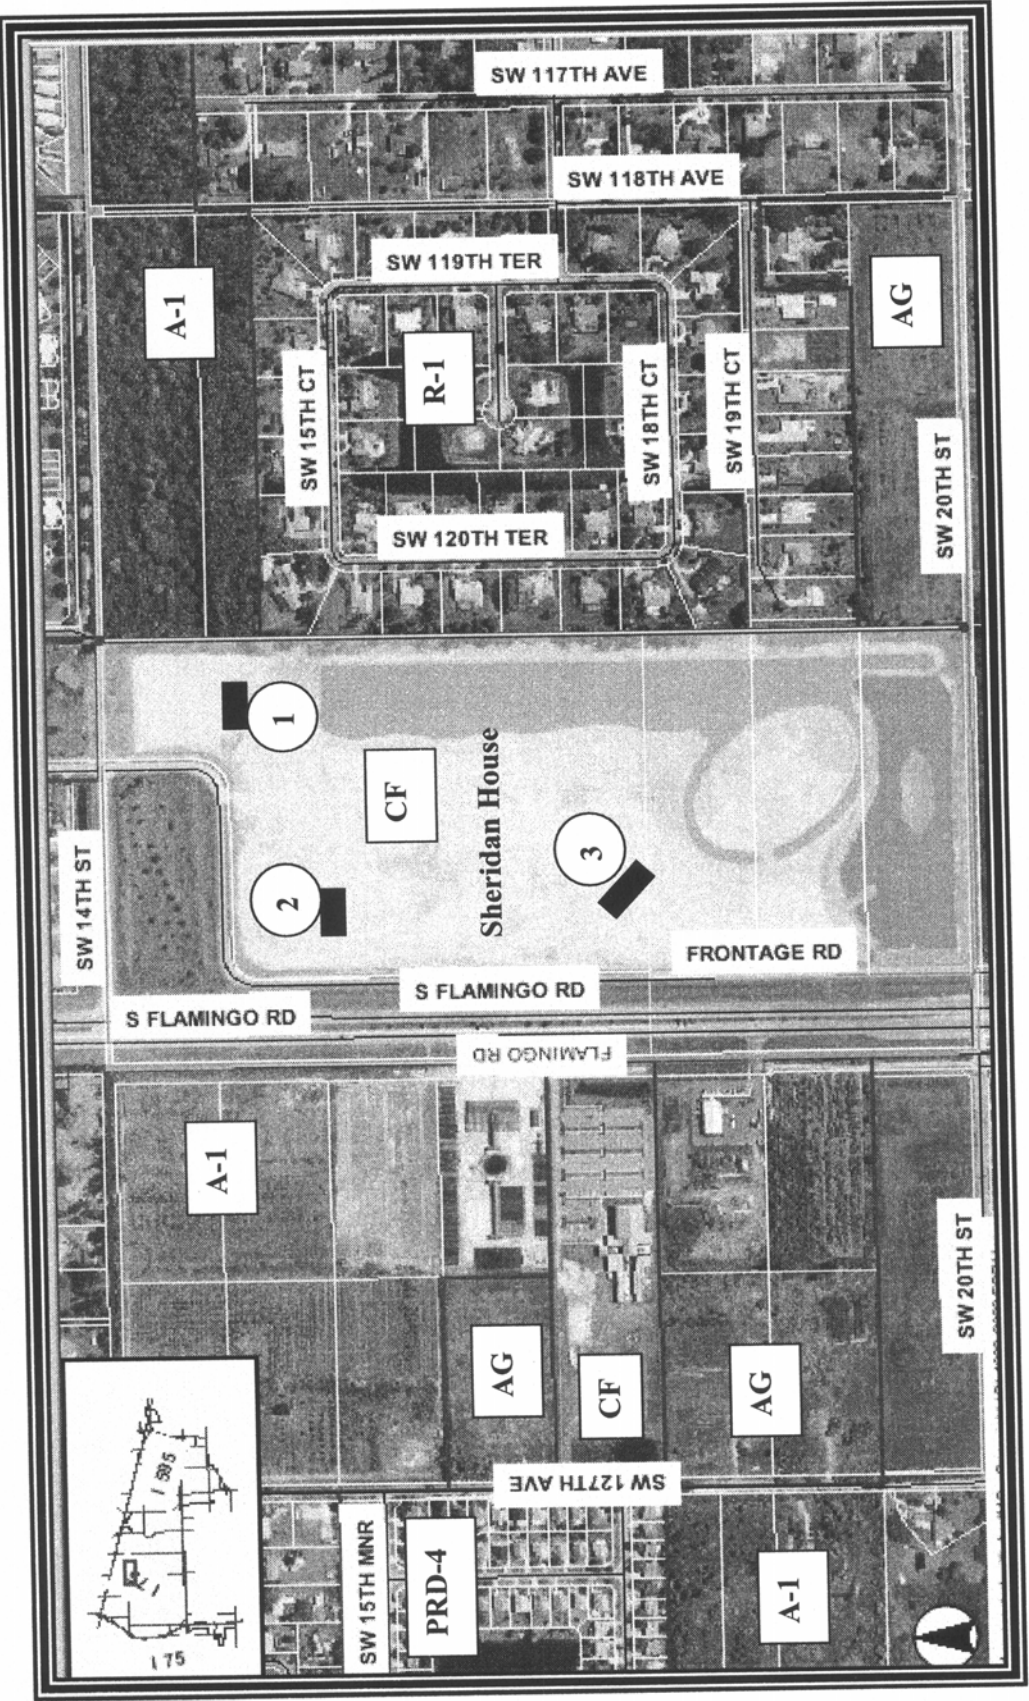 SW 117TH AVE
SW 118TH AVE
SW 119TH TER
A-1
AG
R-1
SW 15TH CT
SW 18TH CT
SW 19TH CT
SW 20TH ST
SW 120TH TER
1
CF
Sheridan House
2
3
SW 14TH ST
FRONTAGE RD
S FLAMINGO RD
S FLAMINGO RD
FLAMINGO RD
A-1
AG
CF
AG
SW 20TH ST
SW 127TH AVE
SW 15TH MNR
PRD-4
A-1
I 595
I 75